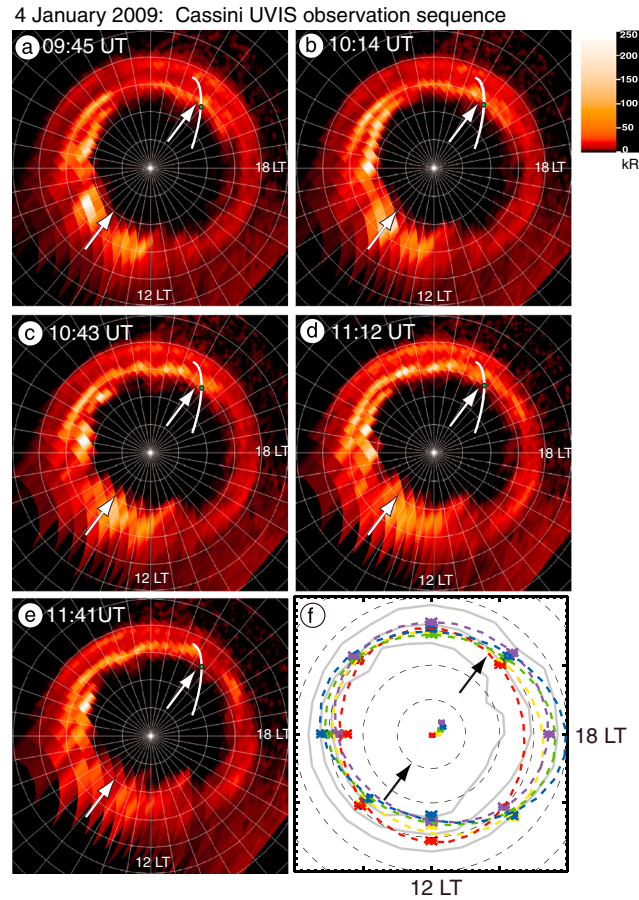 4 January 2009: Cassini UVIS observation sequence
a 09:45 UT
18 LT
12 LT
b 10:14 UT
18 LT
12 LT
250
200
150
100
50
0
kR
c 10:43 UT
18 LT
12 LT
d 11:12 UT
18 LT
12 LT
e 11:41UT
18 LT
12 LT
f
18 LT
12 LT